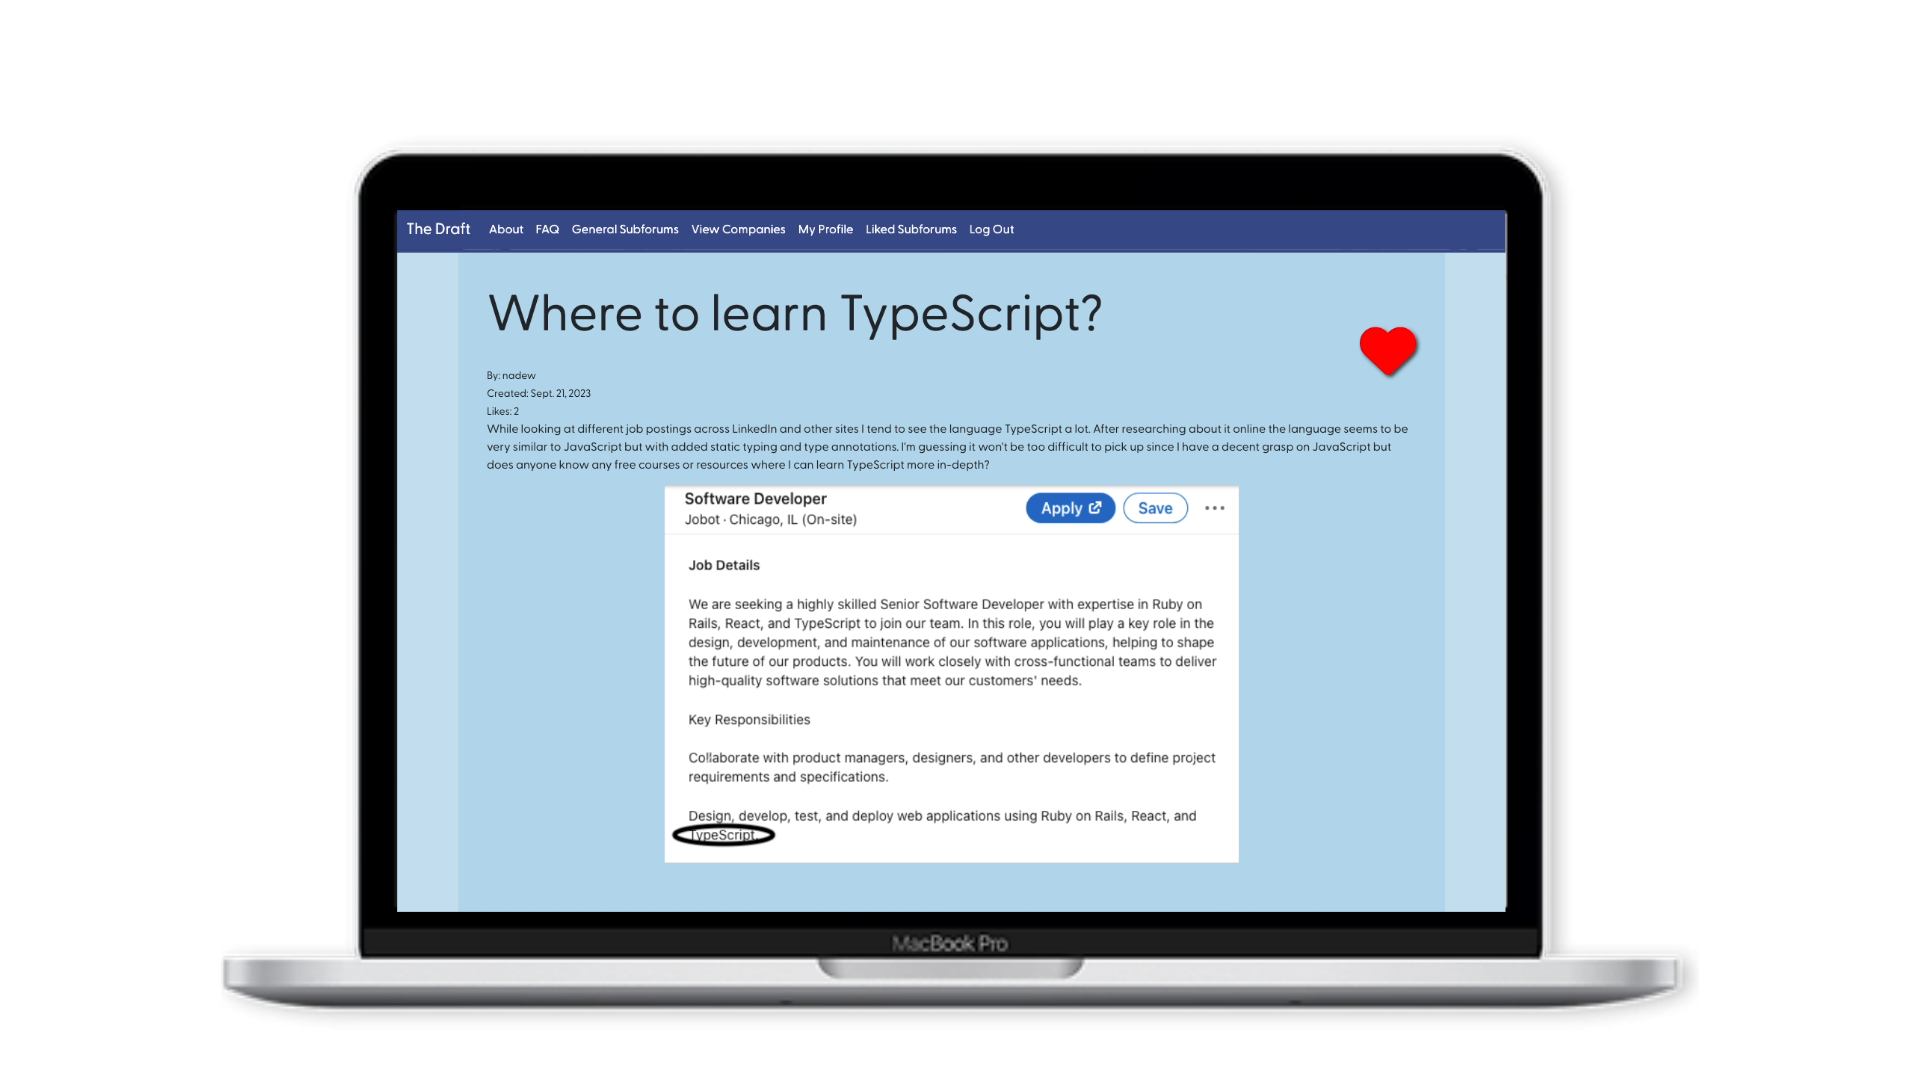 The Draft About FAQ General Subforums View Companies My Profile Liked Subforums Log Out
Where to learn TypeScript?
By: nadew
Created: Sept. 21, 2023
Likes: 2
While looking at different job postings across LinkedIn and other sites I tend to see the language TypeScript a lot. After researching about it online the language seems to be
very similar to JavaScript but with added static typing and type annotations. I'm guessing it won't be too difficult to pick up since I have a decent grasp on JavaScript but
does anyone know any free courses or resources where I can learn TypeScript more in-depth?
Software Developer
Jobot · Chicago, IL (On-site)
Apply Save
Job Details
We are seeking a highly skilled Senior Software Developer with expertise in Ruby on
Rails, React, and TypeScript to join our team. In this role, you will play a key role in the
design, development, and maintenance of our software applications, helping to shape
the future of our products. You will work closely with cross-functional teams to deliver
high-quality software solutions that meet our customers' needs.
Key Responsibilities
Collaborate with product managers, designers, and other developers to define project
requirements and specifications.
Design, develop, test, and deploy web applications using Ruby on Rails, React, and
TypeScript.
MacBook Pro